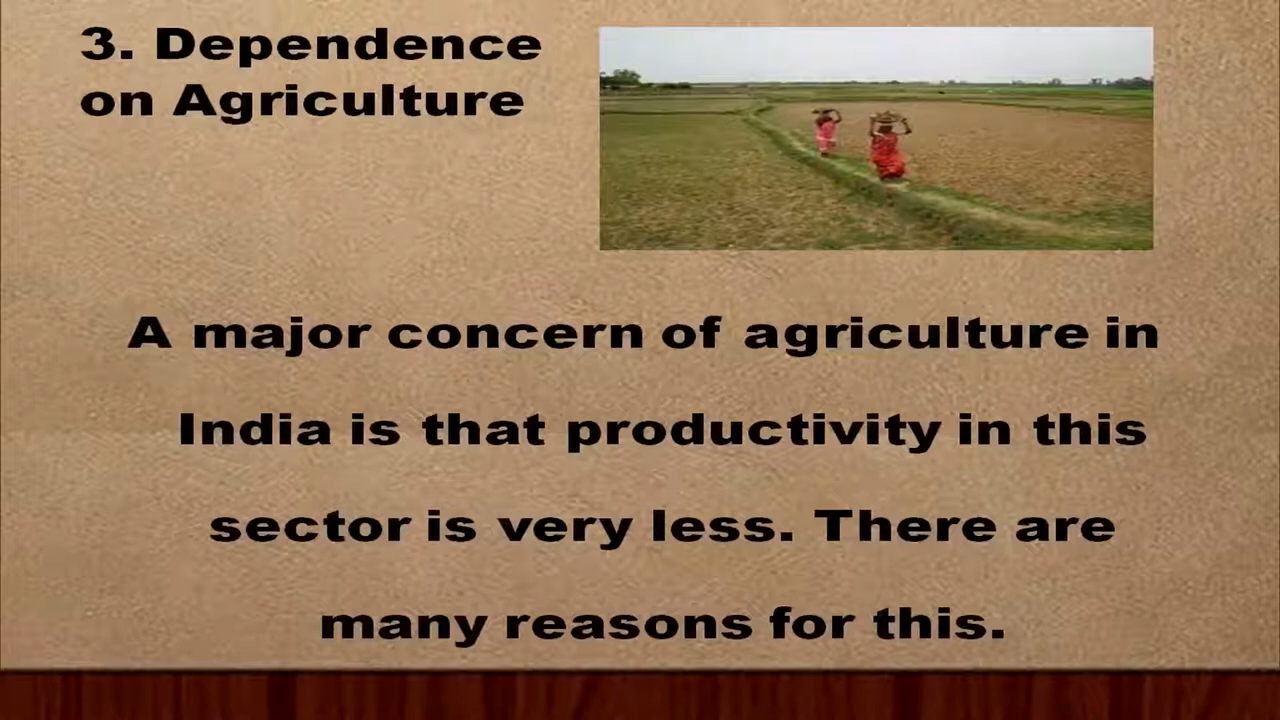 3. Dependence
on Agriculture
A major concern of agriculture in
India is that productivity in this
sector is very less. There are
many reasons for this.